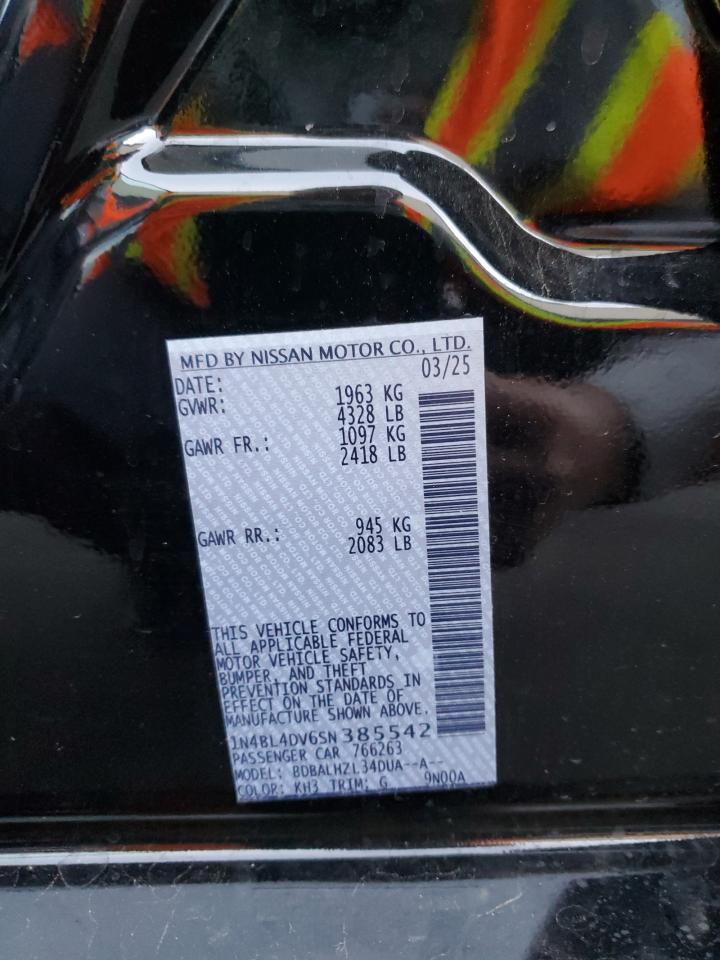 MFD BY NISSAN MOTOR CO., LTD.
DATE: 03/25
GVWR: 1963 KG
4328 LB
GAWR FR.: 1097 KG
2418 LB
GAWR RR.: 945 KG
2083 LB
THIS VEHICLE CONFORMS TO
ALL APPLICABLE FEDERAL
MOTOR VEHICLE SAFETY,
BUMPER, AND THEFT
PREVENTION STANDARDS IN
EFFECT ON THE DATE OF
MANUFACTURE SHOWN ABOVE.
1N4BL4DV6SN385542
PASSENGER CAR 766263
MODEL: BDBALHZL34DUA--A--
COLOR: KH3 TRIM: G 9N00A